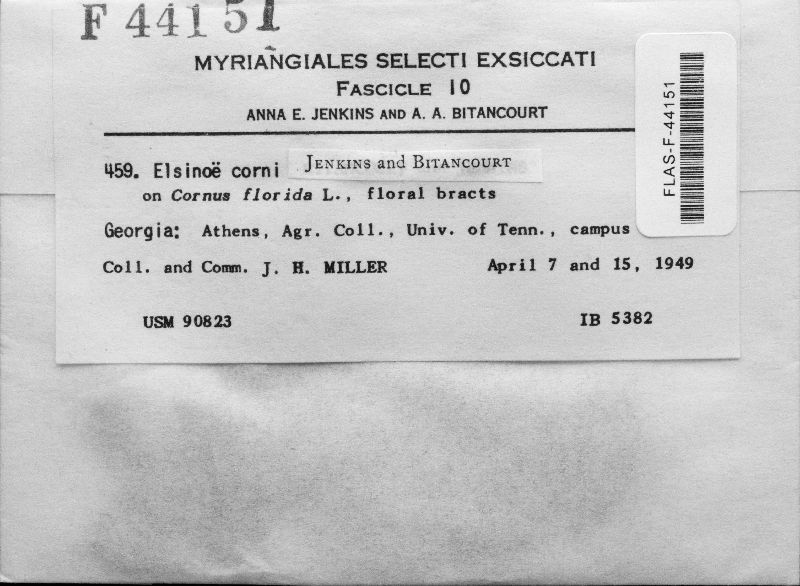 F 44151
MYRIANGIALES SELECTI EXSICCATI
FASCICLE 10
ANNA E. JENKINS AND A. A. BITANCOURT
459. Elsinoë corni JENKINS and BITANCOURT
on Cornus florida L., floral bracts
Georgia: Athens, Agr. Coll., Univ. of Tenn., campus
Coll. and Comm. J. H. MILLER April 7 and 15, 1949
USM 90823 IB 5382
FLAS-F-44151